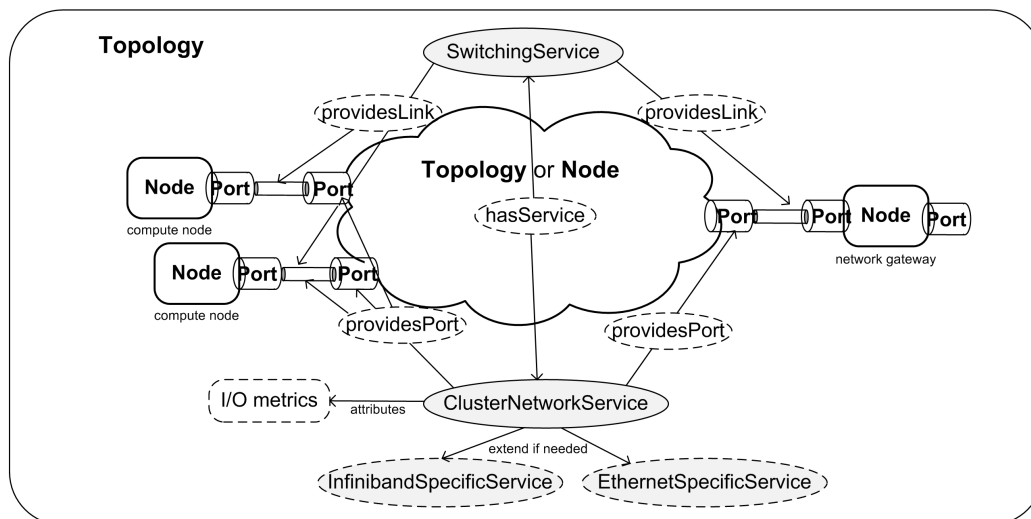 Topology
SwitchingService
providesLink
providesLink
Topology or Node
Node
Port
Port
hasService
Port
Port
Node
Port
compute node
network gateway
Node
Port
Port
compute node
providesPort
providesPort
I/O metrics
attributes
ClusterNetworkService
extend if needed
InfinibandSpecificService
EthernetSpecificService